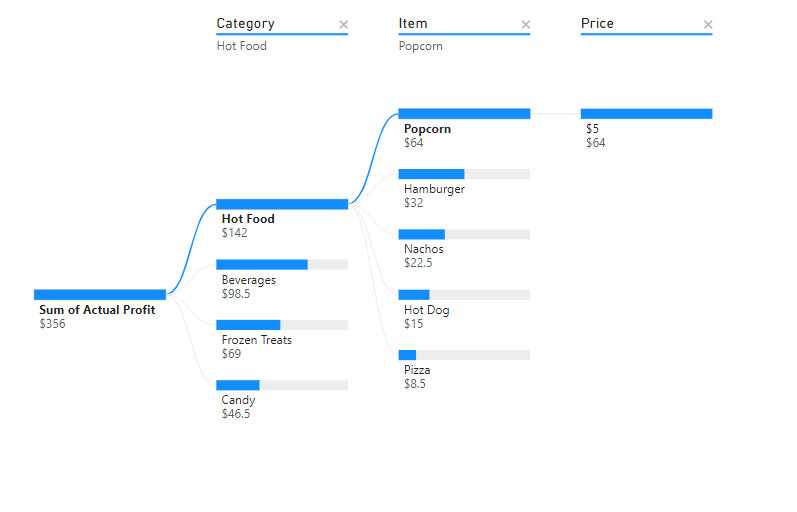 Category ×
Hot Food
Item ×
Popcorn
Price ×
Sum of Actual Profit
$356
Hot Food
$142
Beverages
$98.5
Frozen Treats
$69
Candy
$46.5
Popcorn
$64
Hamburger
$32
Nachos
$22.5
Hot Dog
$15
Pizza
$8.5
$5
$64